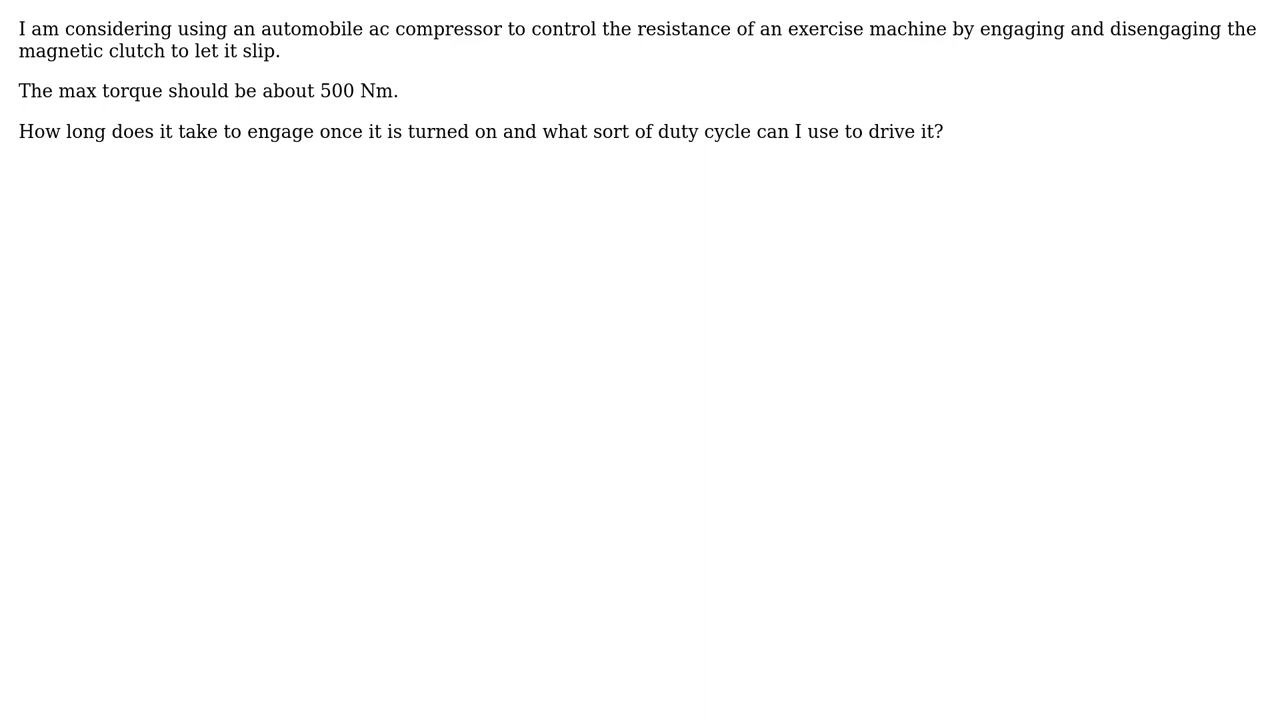 I am considering using an automobile ac compressor to control the resistance of an exercise machine by engaging and disengaging the
magnetic clutch to let it slip.
The max torque should be about 500 Nm.
How long does it take to engage once it is turned on and what sort of duty cycle can I use to drive it?